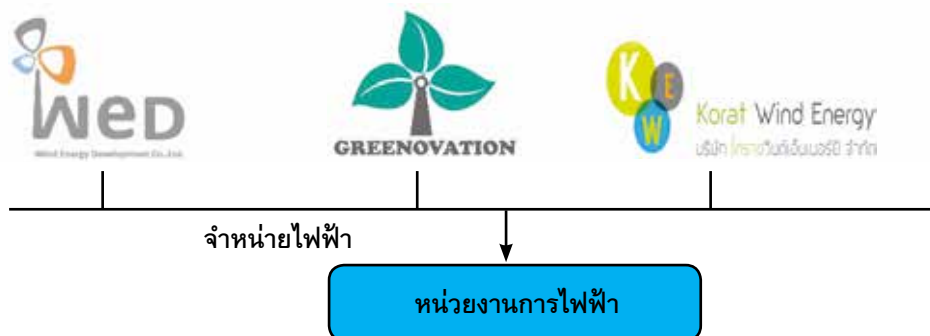 WeD
Wind Energy Development Co.,Ltd.
GREENOVATION
K E W
Korat Wind Energy
บริษัท โคราชวินด์เอ็นเนอร์ยี จำกัด
จำหน่ายไฟฟ้า
หน่วยงานการไฟฟ้า